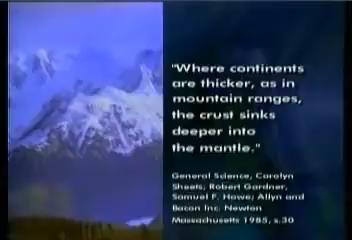 "Where continents
are thicker, as in
mountain ranges,
the crust sinks
deeper into
the mantle."
General Science, Carolyn
Sheets, Robert Gardner,
Samuel F. Howe; Allyn and
Bacon Inc. Newton
Massachusetts 1985, s.30